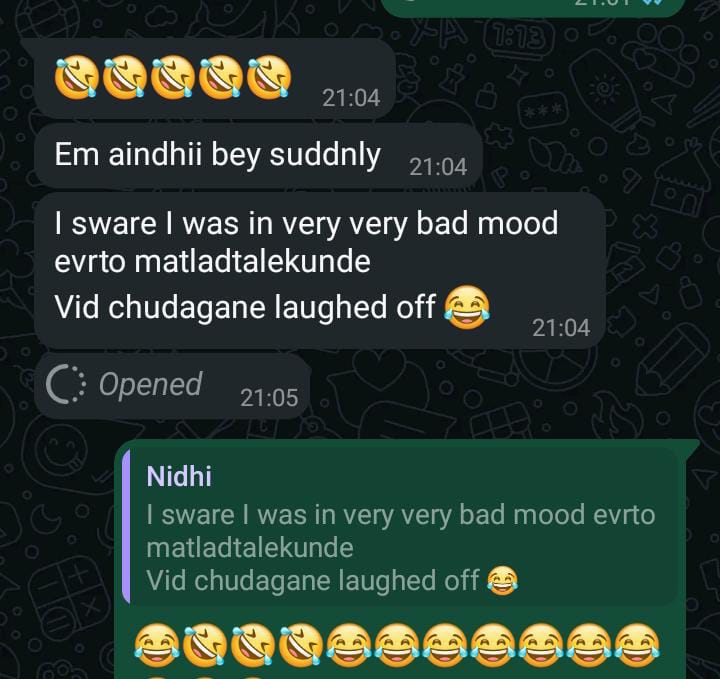 🤣🤣🤣🤣🤣 21:04
Em aindhii bey suddnly 21:04
I sware I was in very very bad mood
evrto matladtalekunde
Vid chudagane laughed off 😂 21:04
Opened 21:05
Nidhi
I sware I was in very very bad mood evrto
matladtalekunde
Vid chudagane laughed off 😂
😂🤣🤣🤣😂😂😂😂😂😂😂